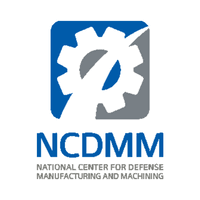 NCDMM
NATIONAL CENTER FOR DEFENSE
MANUFACTURING AND MACHINING